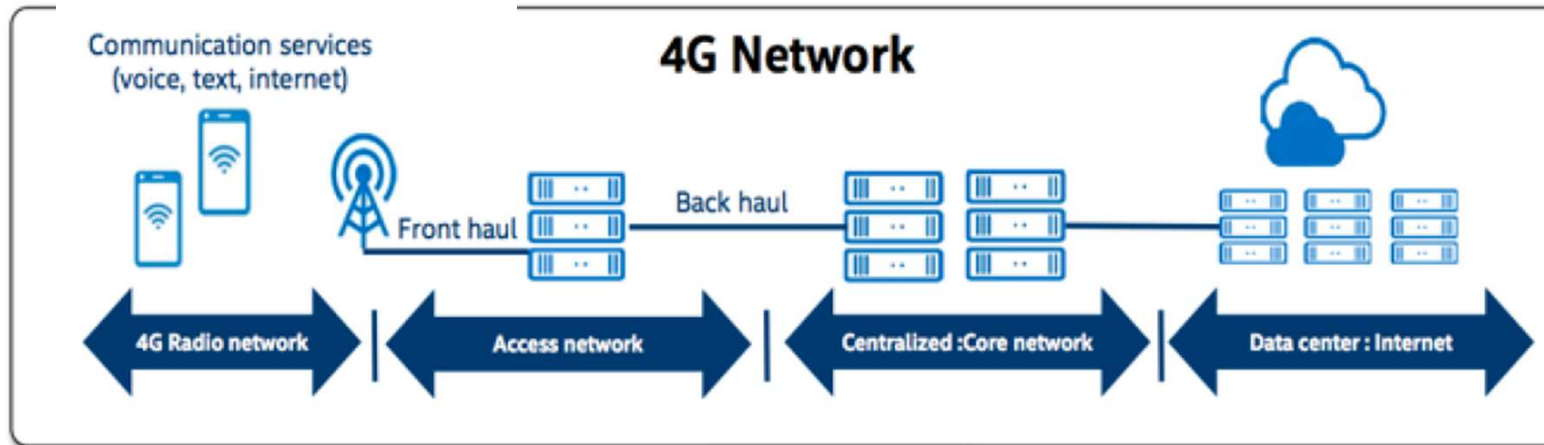 4G Network
Communication services
(voice, text, internet)
Front haul
Back haul
4G Radio network
Access network
Centralized :Core network
Data center : Internet